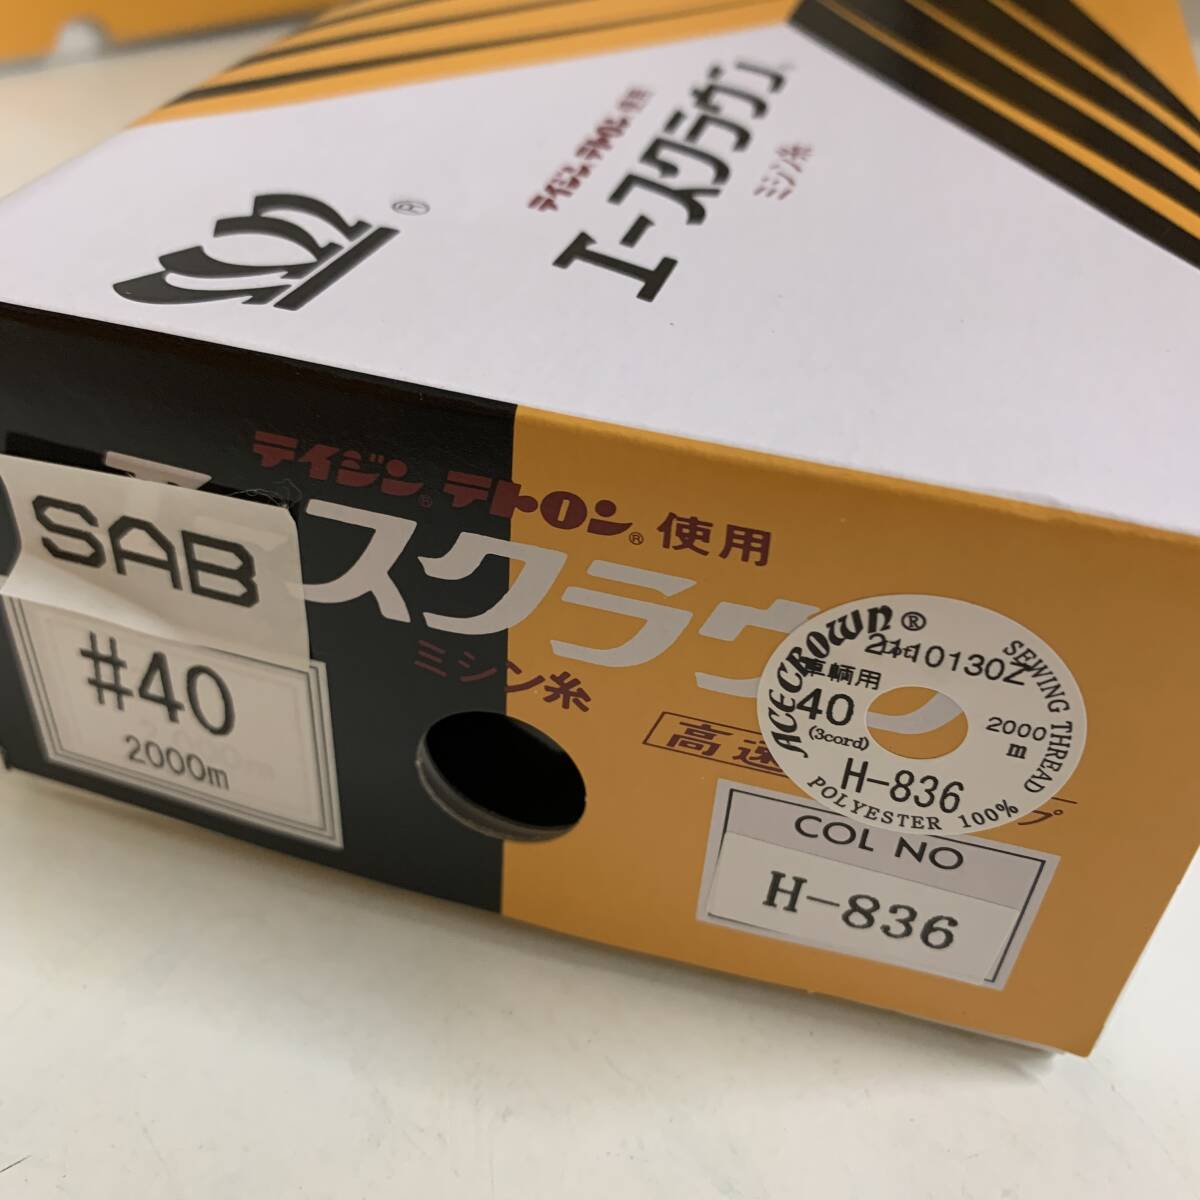 テイジン®テトロン®使用
エースクラウン®
ミシン糸
®
テイジン®テトロン®使用
スクラウ
ミシン糸
高速
プ
SAB
#40
2000m
ACECROWN®
SEWING THREAD
10130Z
車輌用
40
(3cord)
2000
m
H-836
POLYESTER 100%
COL NO
H-836